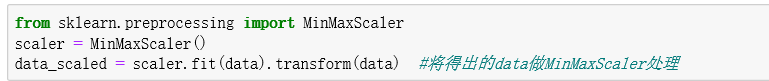 from sklearn.preprocessing import MinMaxScaler
scaler = MinMaxScaler()
data_scaled = scaler.fit(data).transform(data)  #将得出的data做MinMaxScaler处理